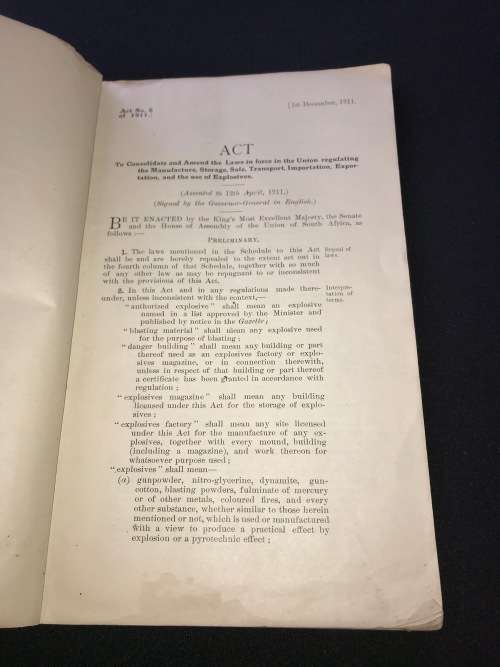 Act No. 6
of 1911.
[1st December, 1911.
ACT
To Consolidate and Amend the Laws in force in the Union regulating
the Manufacture, Storage, Sale, Transport, Importation, Expor-
tation, and the use of Explosives.
(Assented to 12th April, 1911.)
(Signed by the Governor-General in English.)
BE IT ENACTED by the King's Most Excellent Majesty, the Senate
and the House of Assembly of the Union of South Africa, as
follows :—
PRELIMINARY.
1. The laws mentioned in the Schedule to this Act
shall be and are hereby repealed to the extent set out in
the fourth column of that Schedule, together with so much
of any other law as may be repugnant to or inconsistent
with the provisions of this Act.
Repeal of
laws.
2. In this Act and in any regulations made there-
under, unless inconsistent with the context,—
Interpre-
tation of
terms.
"authorized explosive" shall mean an explosive
named in a list approved by the Minister and
published by notice in the Gazette;
"blasting material" shall mean any explosive used
for the purpose of blasting;
"danger building" shall mean any building or part
thereof used as an explosives factory or explo-
sives magazine, or in connection therewith,
unless in respect of that building or part thereof
a certificate has been granted in accordance with
regulation;
"explosives magazine" shall mean any building
licensed under this Act for the storage of explo-
sives;
"explosives factory" shall mean any site licensed
under this Act for the manufacture of any ex-
plosives, together with every mound, building
(including a magazine), and work thereon for
whatsoever purpose used;
"explosives" shall mean—
(a) gunpowder, nitro-glycerine, dynamite, gun-
cotton, blasting powders, fulminate of mercury
or of other metals, coloured fires, and every
other substance, whether similar to those herein
mentioned or not, which is used or manufactured
with a view to produce a practical effect by
explosion or a pyrotechnic effect;